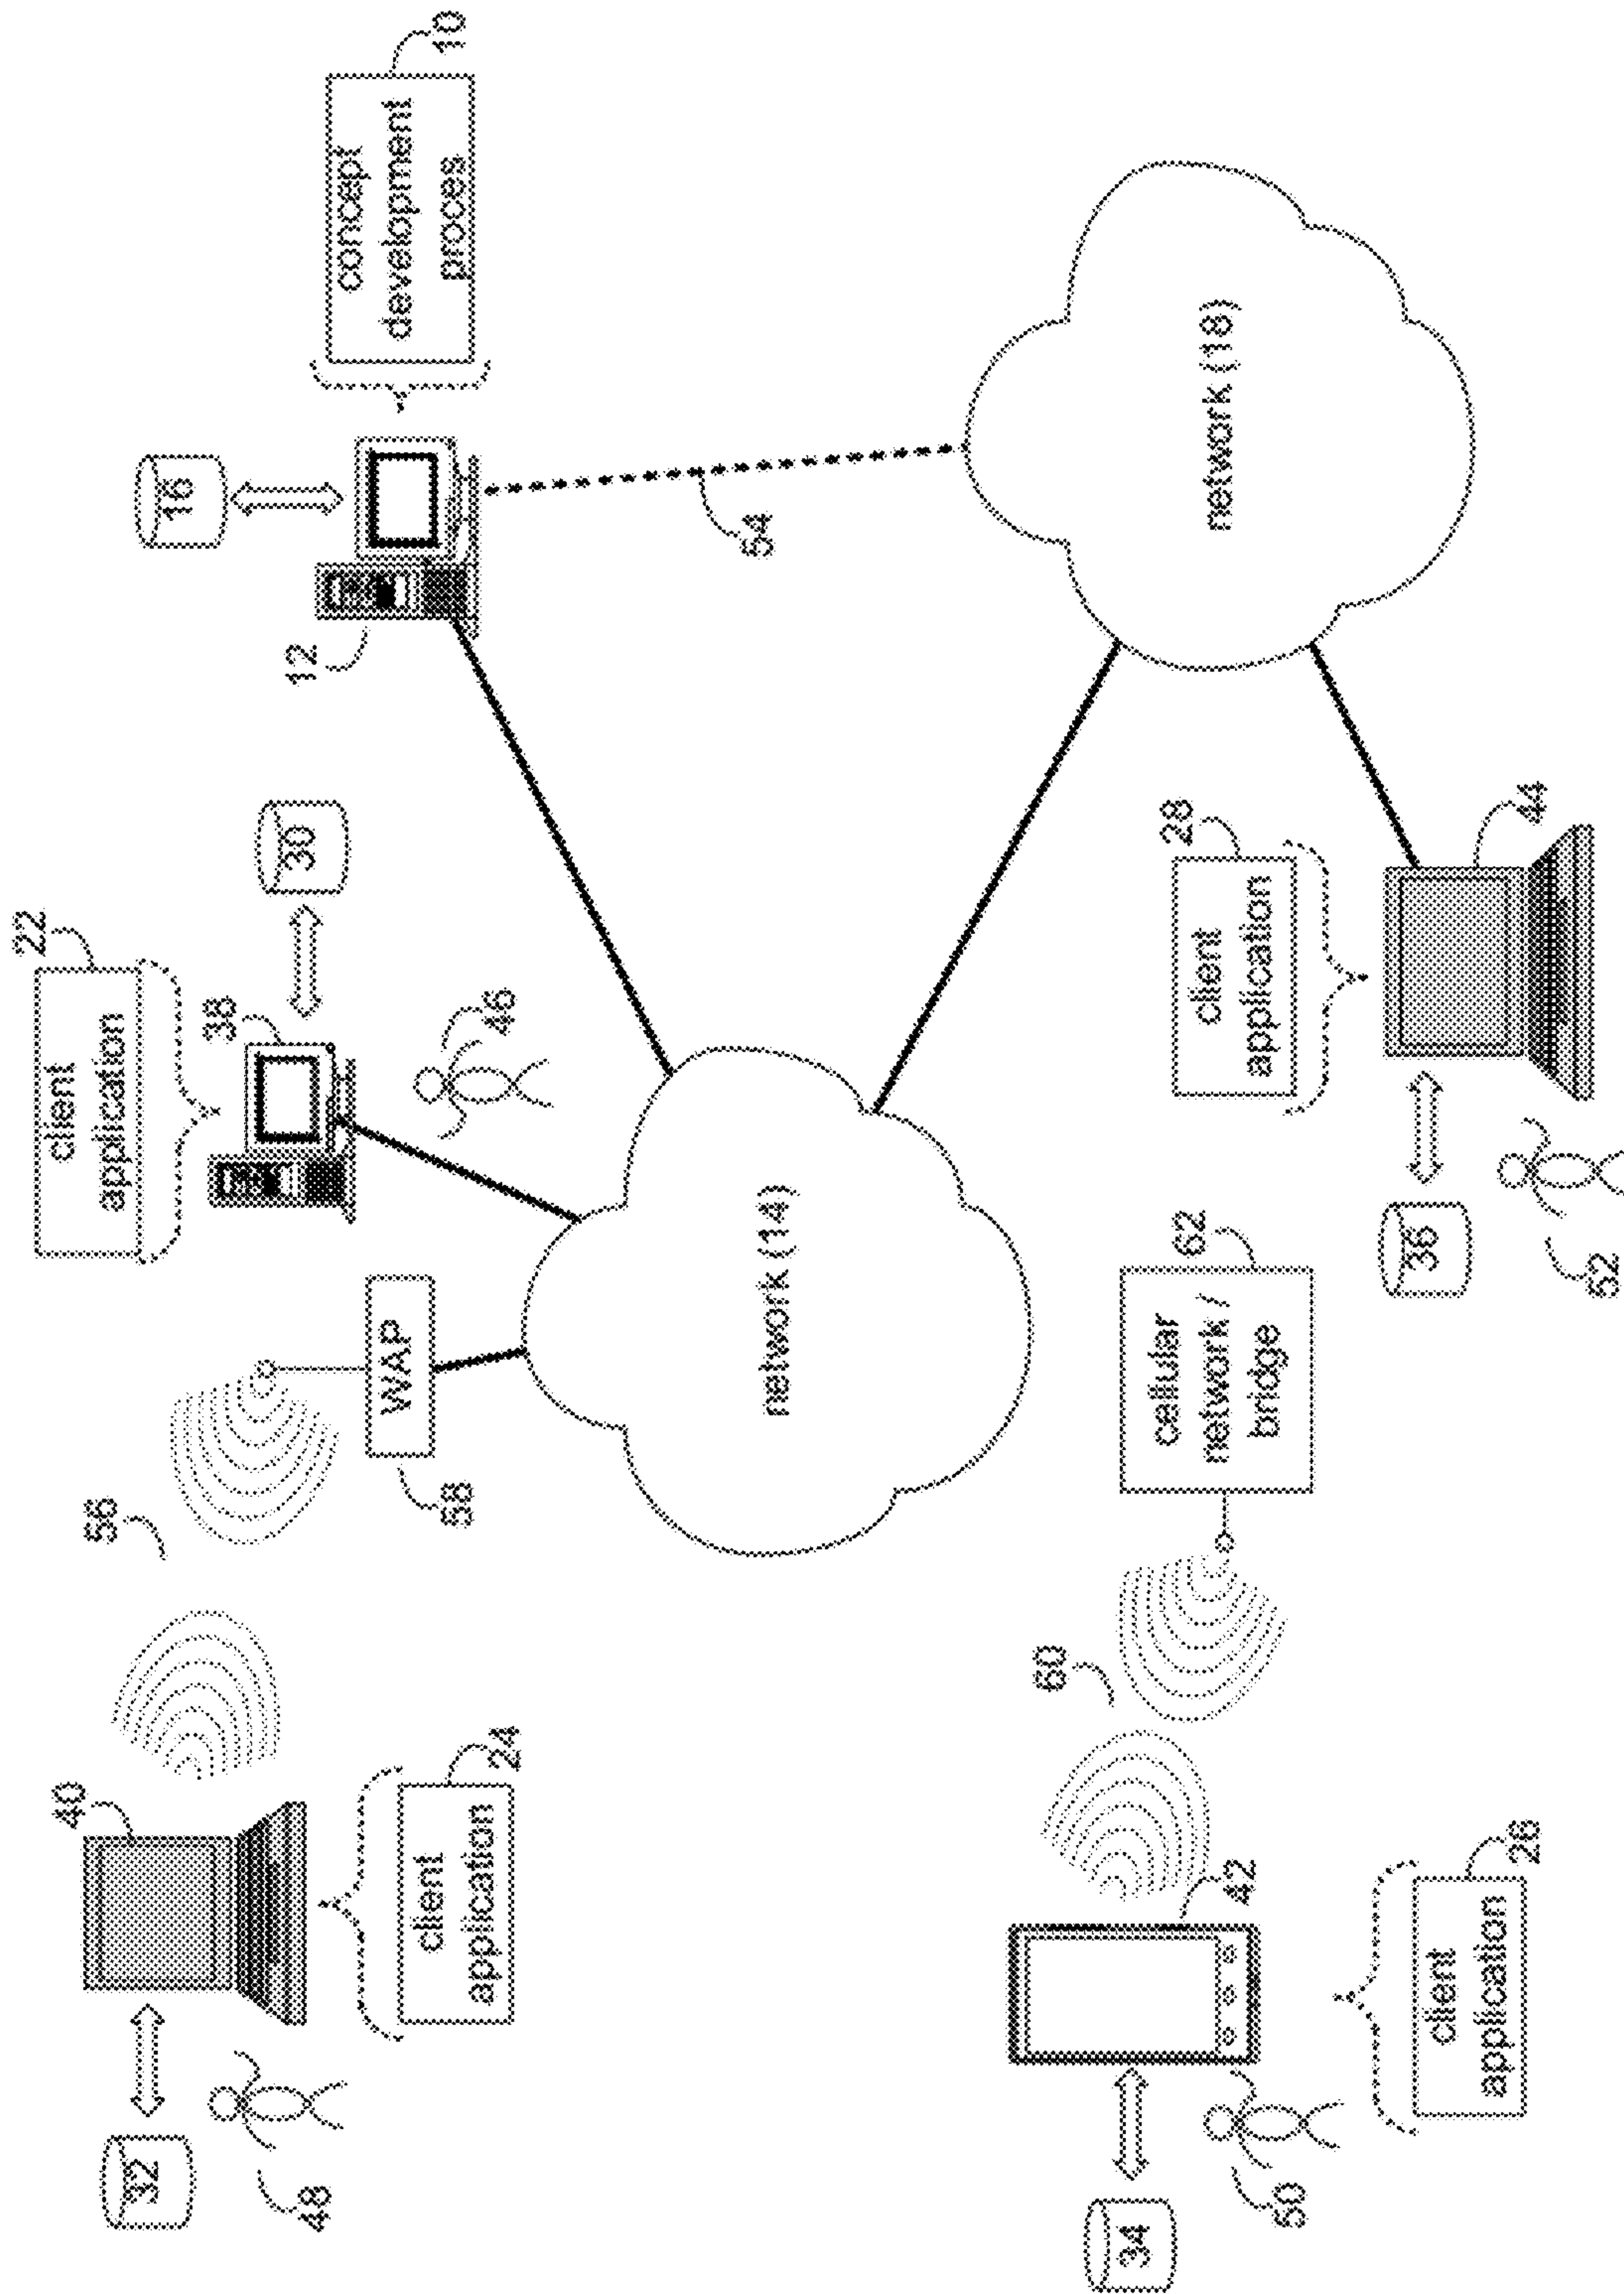 40
56
22
client
application
38
30
16
12
concept
development
proces
10
32
48
client
application
24
58
WAP
46
54
network (14)
network (18)
60
cellular
network /
bridge
62
client
application
28
34
50
42
client
application
26
36
52
44